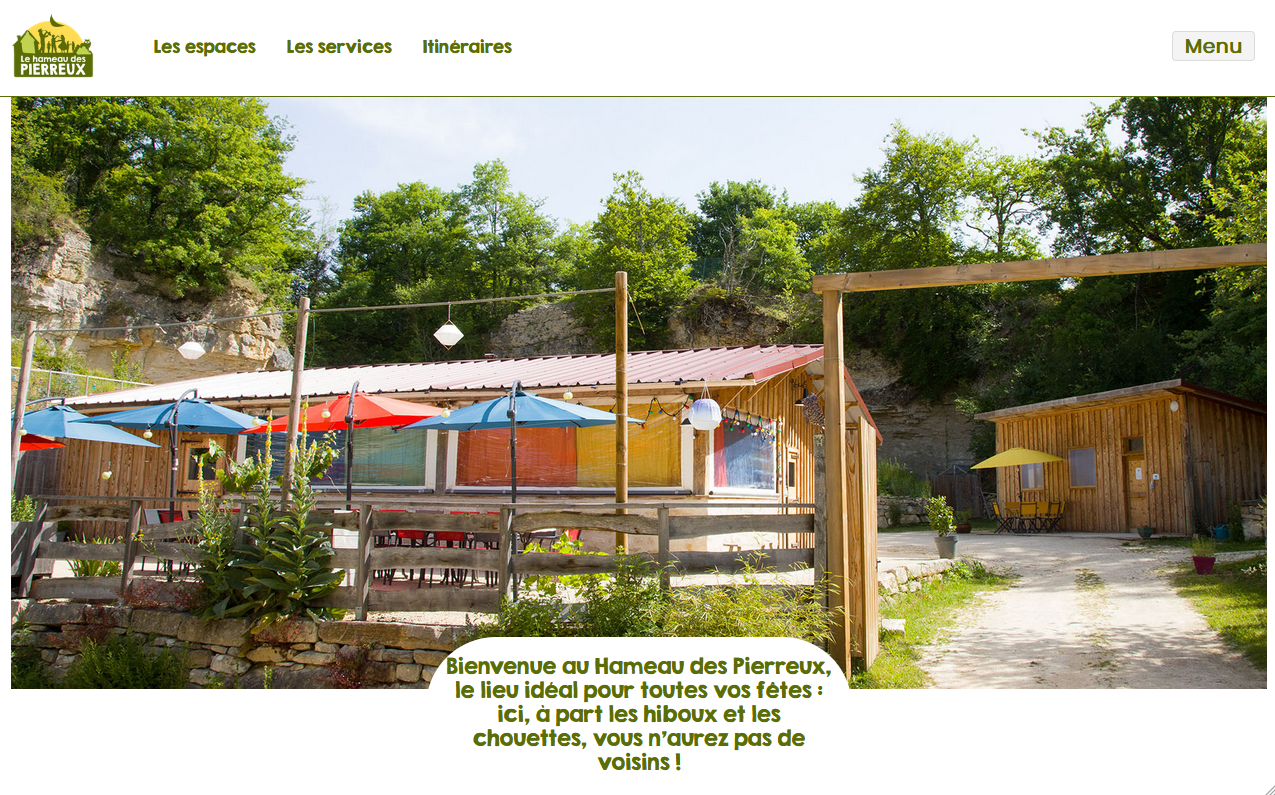 Le hameau des
PIERREUX
Les espaces
Les services
Itinéraires
Menu
Bienvenue au Hameau des Pierreux,
le lieu idéal pour toutes vos fêtes :
ici, à part les hiboux et les
chouettes, vous n'aurez pas de
voisins !